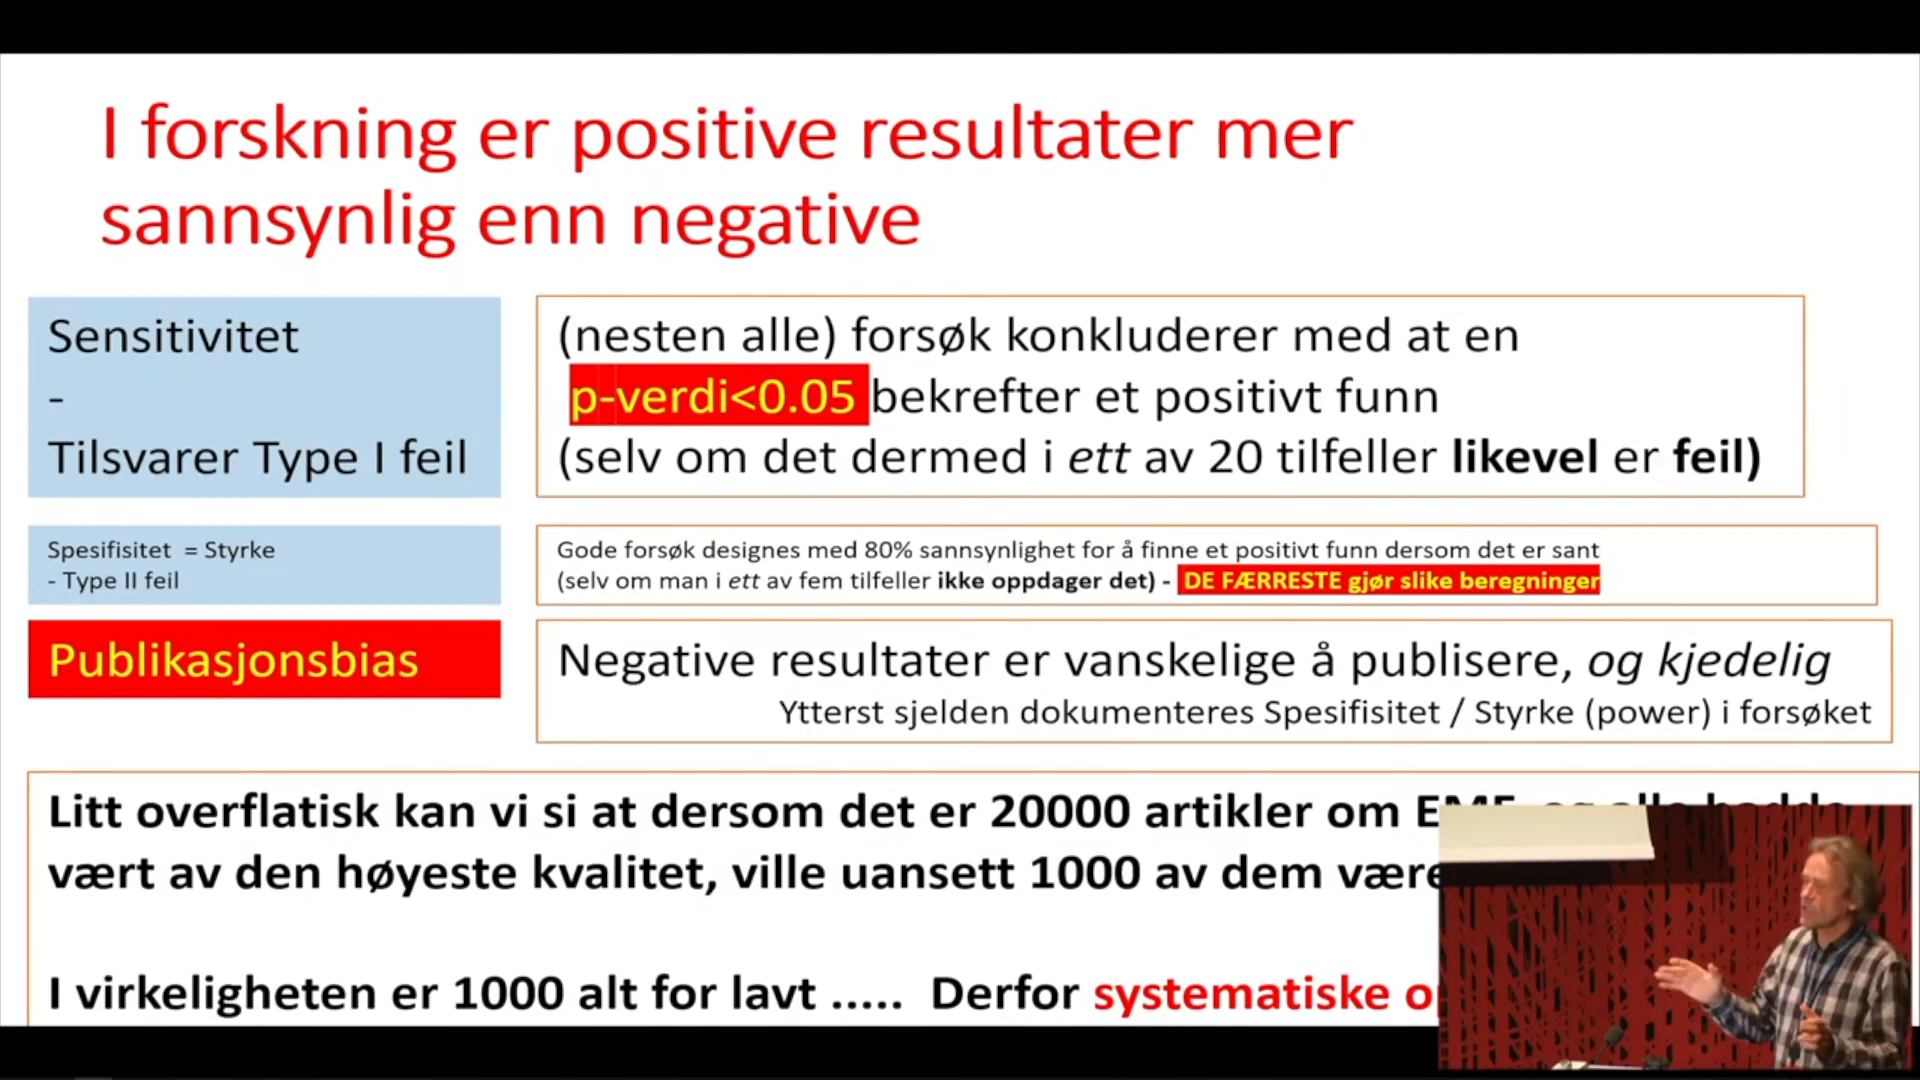 I forskning er positive resultater mer
sannsynlig enn negative
Sensitivitet
-
Tilsvarer Type I feil
(nesten alle) forsøk konkluderer med at en
p-verdi<0.05 bekrefter et positivt funn
(selv om det dermed i ett av 20 tilfeller likevel er feil)
Spesifisitet = Styrke
- Type II feil
Gode forsøk designes med 80% sannsynlighet for å finne et positivt funn dersom det er sant
(selv om man i ett av fem tilfeller ikke oppdager det) - DE FÆRRESTE gjør slike beregninger
Publikasjonsbias
Negative resultater er vanskelige å publisere, og kjedelig
Ytterst sjelden dokumenteres Spesifisitet / Styrke (power) i forsøket
Litt overflatisk kan vi si at dersom det er 20000 artikler om
vært av den høyeste kvalitet, ville uansett 1000 av dem være
I virkeligheten er 1000 alt for lavt ..... Derfor systematiske